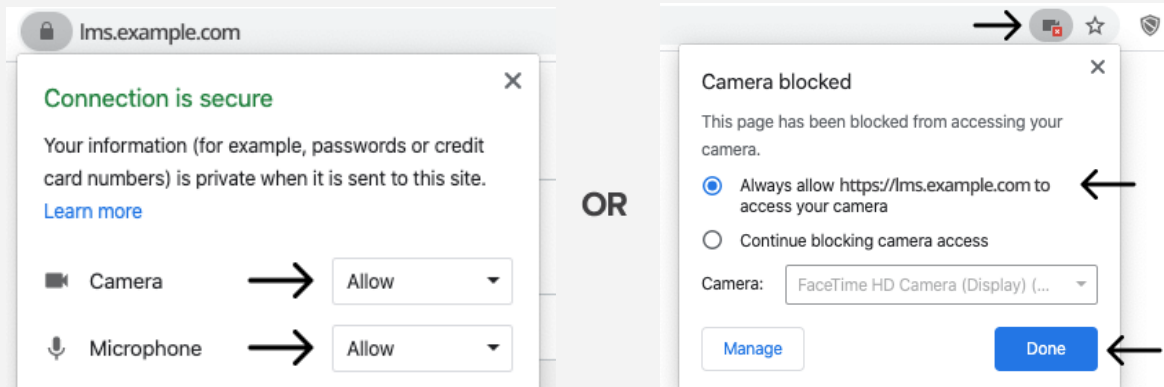 lms.example.com
Connection is secure
Your information (for example, passwords or credit
card numbers) is private when it is sent to this site.
Learn more
Camera
Allow
Microphone
Allow
OR
Camera blocked
This page has been blocked from accessing your
camera.
Always allow https://lms.example.com to
access your camera
Continue blocking camera access
Camera:
FaceTime HD Camera (Display) (...
Manage
Done